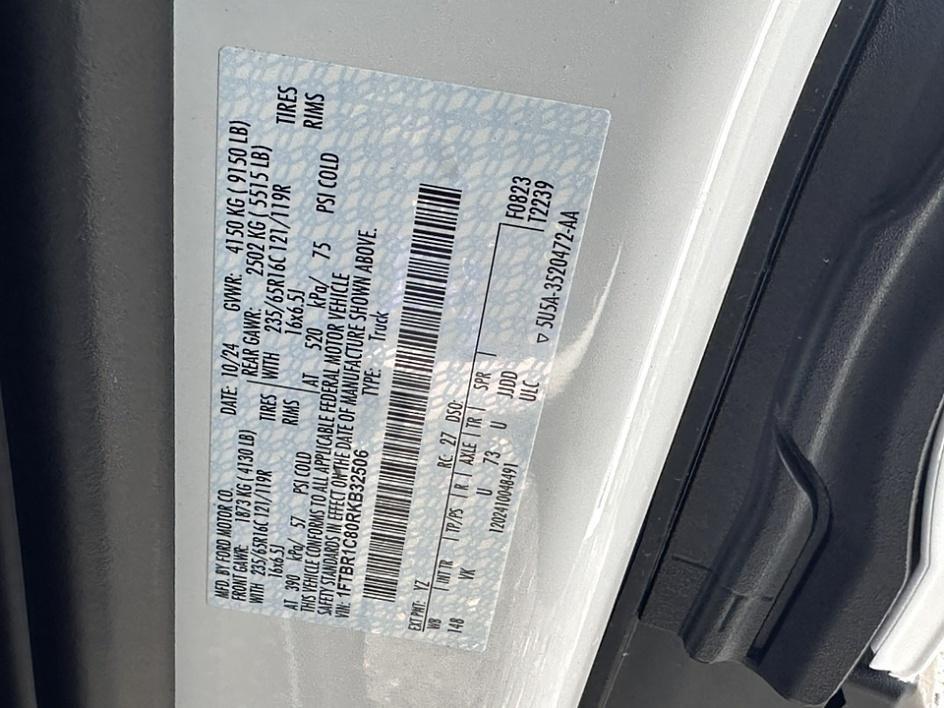 MFD. BY FORD MOTOR CO.
DATE: 10/24 GVWR: 4150 KG ( 9150 LB)
FRONT GAWR: 1873 KG ( 4130 LB) REAR GAWR: 2502 KG ( 5515 LB)
WITH 235/65R16C 121/119R TIRES WITH 235/65R16C 121/119R TIRES
16x6.5J RIMS 16x6.5J RIMS
AT 390 kPa/ 57 PSI COLD AT 520 kPa/ 75 PSI COLD
THIS VEHICLE CONFORMS TO ALL APPLICABLE FEDERAL MOTOR VEHICLE
SAFETY STANDARDS IN EFFECT ON THE DATE OF MANUFACTURE SHOWN ABOVE.
VIN: 1FTBR1C80RKB32506 TYPE: Truck
EXT PNT: YZ RC: 27 DSO: F0823
WB INT TR TP/PS R AXLE TR SPR T2239
148 VK U 73 U JJDD
120241004849​1 ULC ▽ 5U5A-3520472-AA